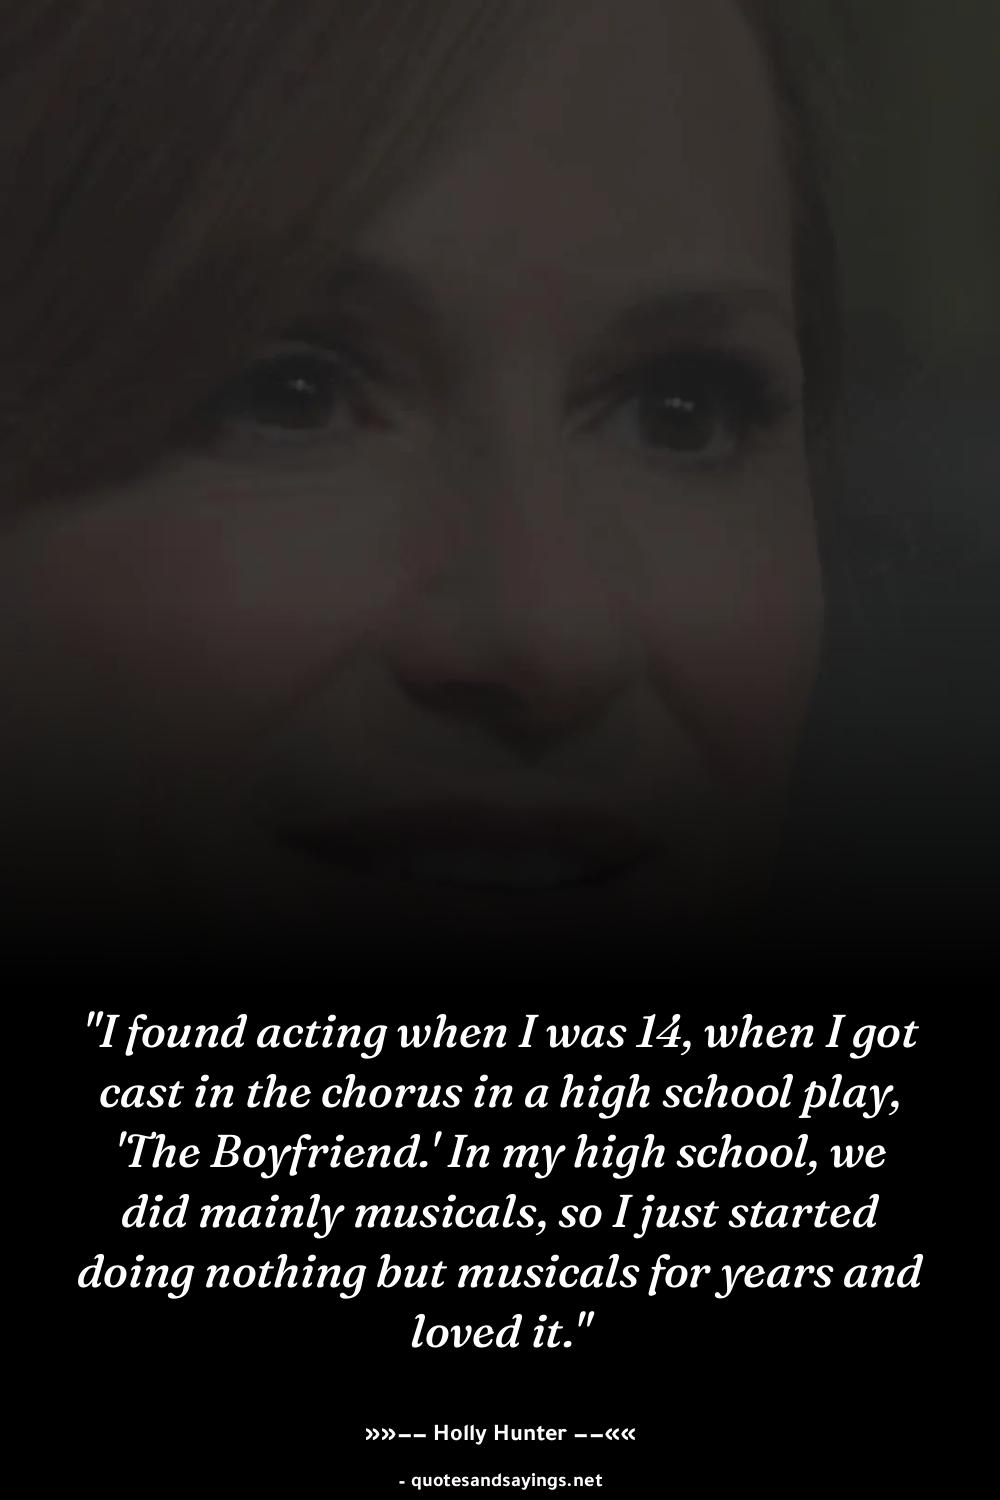 "I found acting when I was 14, when I got
cast in the chorus in a high school play,
'The Boyfriend.' In my high school, we
did mainly musicals, so I just started
doing nothing but musicals for years and
loved it."
»»–– Holly Hunter ––««
- quotesandsayings.net